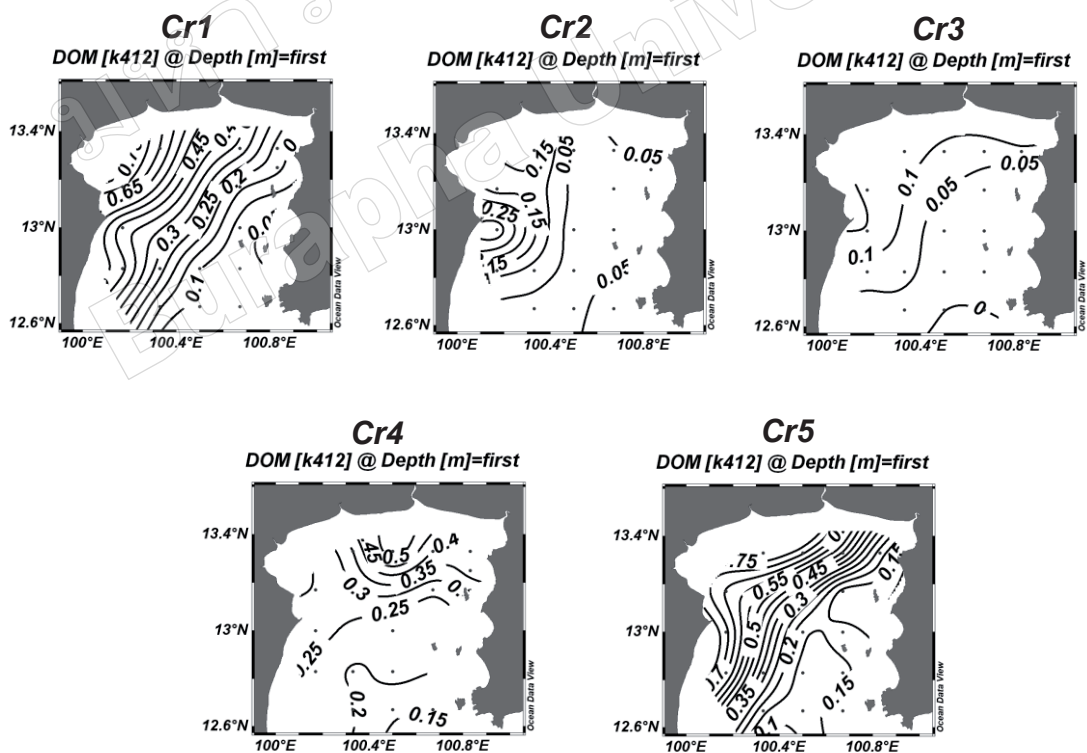 Cr1
DOM [k412] @ Depth [m]=first
13.4°N
13°N
12.6°N
100°E 100.4°E 100.8°E
0.65
0.45
0.2
0.25
0.3
0.1
Ocean Data View
Cr2
DOM [k412] @ Depth [m]=first
13.4°N
13°N
12.6°N
100°E 100.4°E 100.8°E
0.15
0.05
0.05
0.25
0.15
0.05
Ocean Data View
Cr3
DOM [k412] @ Depth [m]=first
13.4°N
13°N
12.6°N
100°E 100.4°E 100.8°E
0.1
0.05
0.05
0.1
Ocean Data View
Cr4
DOM [k412] @ Depth [m]=first
13.4°N
13°N
12.6°N
100°E 100.4°E 100.8°E
.45
0.5
0.4
0.35
0.3
0.25
0.2
0.15
Ocean Data View
Cr5
DOM [k412] @ Depth [m]=first
13.4°N
13°N
12.6°N
100°E 100.4°E 100.8°E
.75
0.55
0.45
0.3
0.5
0.2
0.35
0.15
Ocean Data View
Burapha Univer